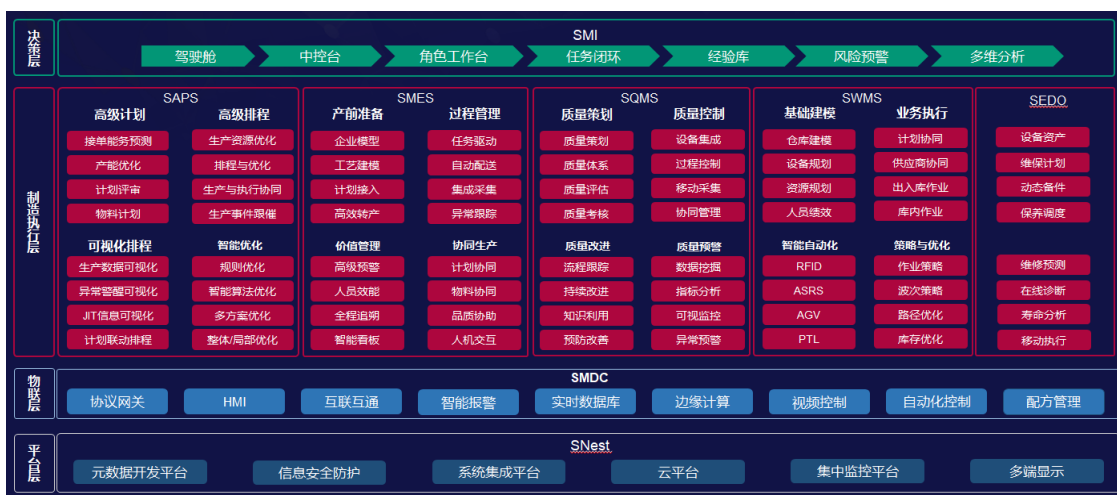 决策层
SMI
驾驶舱 中控台 角色工作台 任务闭环 经验库 风险预警 多维分析
制造执行层
SAPS
高级计划 高级排程
接单能务预测 生产资源优化
产能优化 排程与优化
计划评审 生产与执行协同
物料计划 生产事件跟催
可视化排程 智能优化
生产数据可视化 规则优化
异常警醒可视化 智能算法优化
JIT信息可视化 多方案优化
计划联动排程 整体/局部优化
SMES
产前准备 过程管理
企业模型 任务驱动
工艺建模 自动配送
计划接入 集成采集
高效转产 异常跟踪
价值管理 协同生产
高级预警 计划协同
人员效能 物料协同
全程追朔 品质协助
智能看板 人机交互
SQMS
质量策划 质量控制
质量策划 设备集成
质量体系 过程控制
质量评估 移动采集
质量考核 协同管理
质量改进 质量预警
流程跟踪 数据挖掘
持续改进 指标分析
知识利用 可视监控
预防改善 异常预警
SWMS
基础建模 业务执行
仓库建模 计划协同
设备规划 供应商协同
资源规划 出入库作业
人员绩效 库内作业
智能自动化 策略与优化
RFID 作业策略
ASRS 波次策略
AGV 路径优化
PTL 库存优化
SEDO
设备资产
维保计划
动态备件
保养调度
维修预测
在线诊断
寿命分析
移动执行
物联层
SMDC
协议网关 HMI 互联互通 智能报警 实时数据库 边缘计算 视频控制 自动化控制 配方管理
平台层
SNest
元数据开发平台 信息安全防护 系统集成平台 云平台 集中监控平台 多端显示